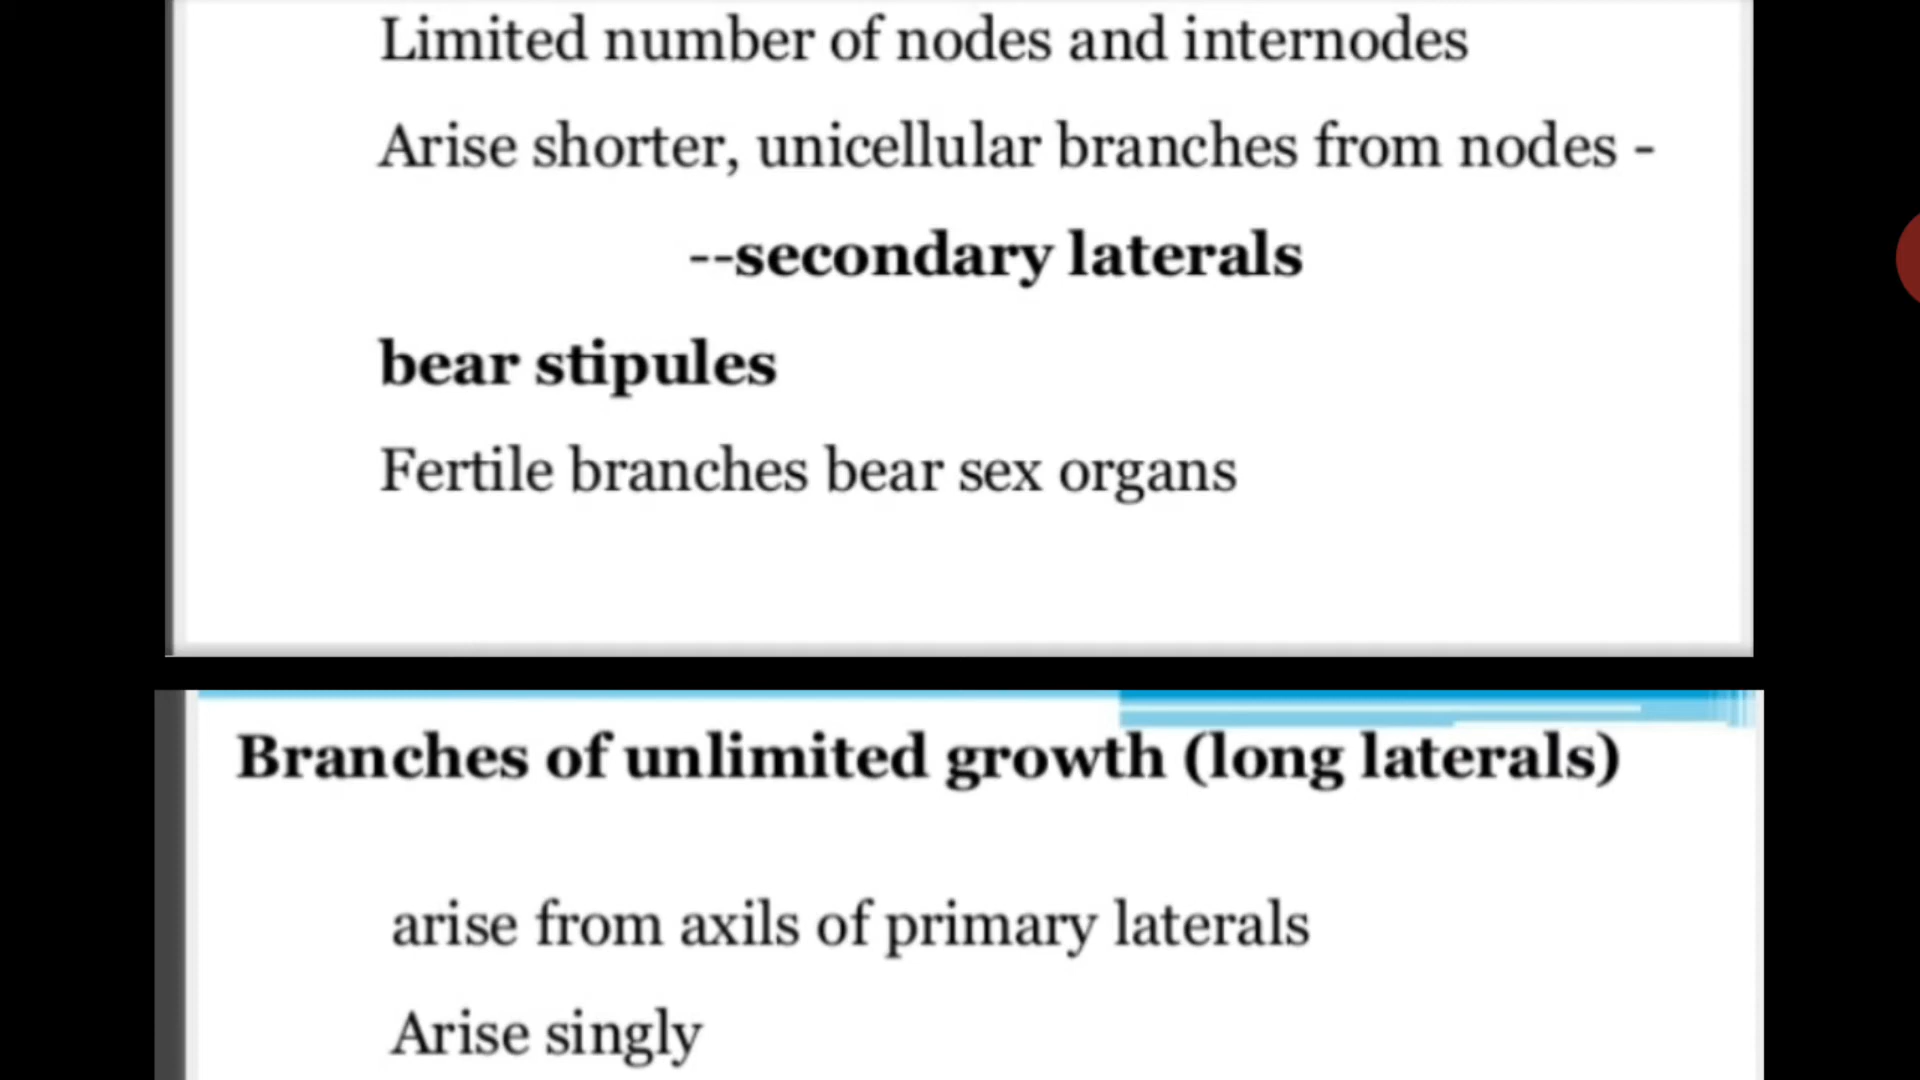 Limited number of nodes and internodes
Arise shorter, unicellular branches from nodes -
--secondary laterals
bear stipules
Fertile branches bear sex organs
Branches of unlimited growth (long laterals)
arise from axils of primary laterals
Arise singly